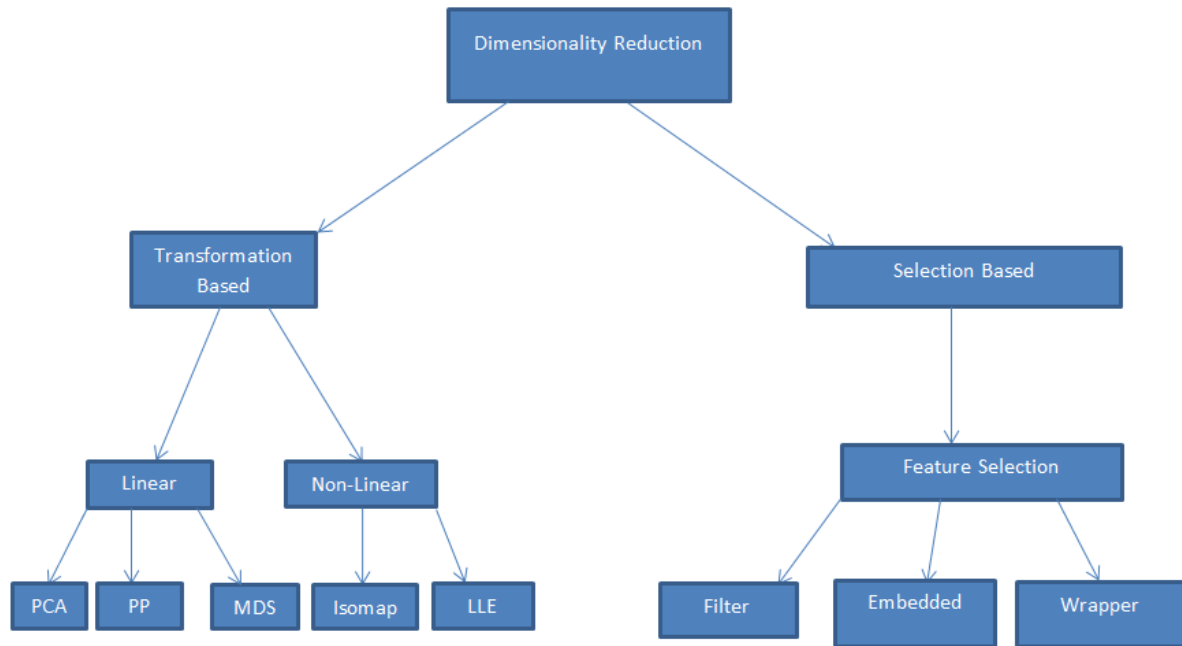 Dimensionality Reduction
Transformation
Based
Selection Based
Linear
Non-Linear
Feature Selection
PCA
PP
MDS
Isomap
LLE
Filter
Embedded
Wrapper